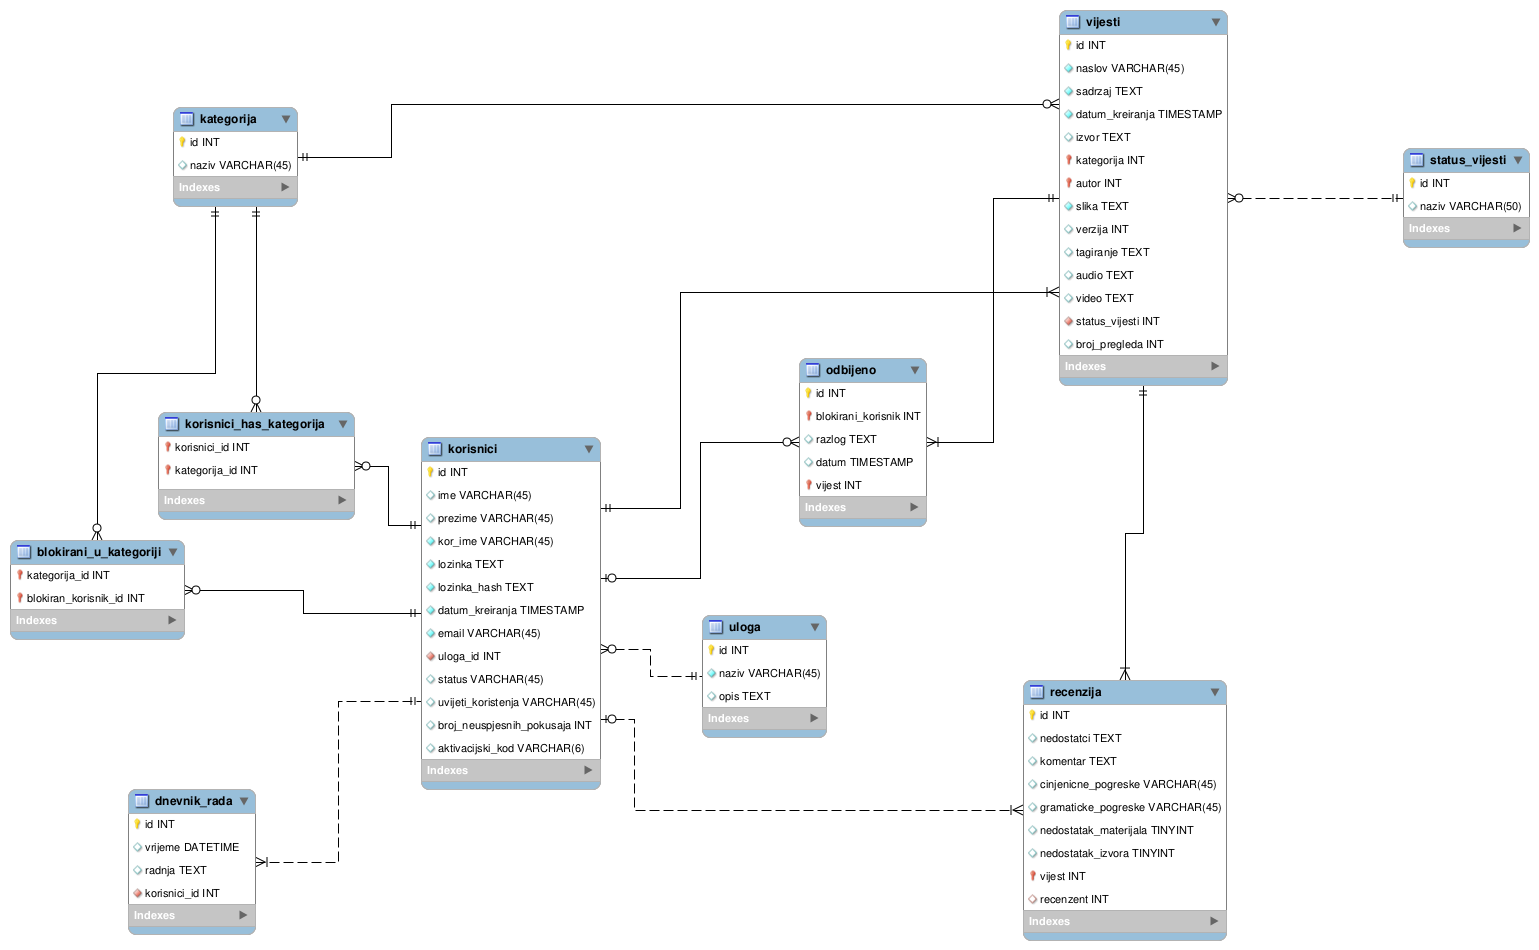 vijesti
id INT
naslov VARCHAR(45)
sadrzaj TEXT
datum_kreiranja TIMESTAMP
izvor TEXT
kategorija INT
autor INT
slika TEXT
verzija INT
tagiranje TEXT
audio TEXT
video TEXT
status_vijesti INT
broj_pregleda INT
Indexes
kategorija
id INT
naziv VARCHAR(45)
Indexes
status_vijesti
id INT
naziv VARCHAR(50)
Indexes
odbijeno
id INT
blokirani_korisnik INT
razlog TEXT
datum TIMESTAMP
vijest INT
Indexes
korisnici_has_kategorija
korisnici_id INT
kategorija_id INT
Indexes
korisnici
id INT
ime VARCHAR(45)
prezime VARCHAR(45)
kor_ime VARCHAR(45)
lozinka TEXT
lozinka_hash TEXT
datum_kreiranja TIMESTAMP
email VARCHAR(45)
uloga_id INT
status VARCHAR(45)
uvijeti_koristenja VARCHAR(45)
broj_neuspjesnih_pokusaja INT
aktivacijski_kod VARCHAR(6)
Indexes
blokirani_u_kategoriji
kategorija_id INT
blokiran_korisnik_id INT
Indexes
uloga
id INT
naziv VARCHAR(45)
opis TEXT
Indexes
recenzija
id INT
nedostatci TEXT
komentar TEXT
cinjenicne_pogreske VARCHAR(45)
gramaticke_pogreske VARCHAR(45)
nedostatak_materijala TINYINT
nedostatak_izvora TINYINT
vijest INT
recenzent INT
Indexes
dnevnik_rada
id INT
vrijeme DATETIME
radnja TEXT
korisnici_id INT
Indexes